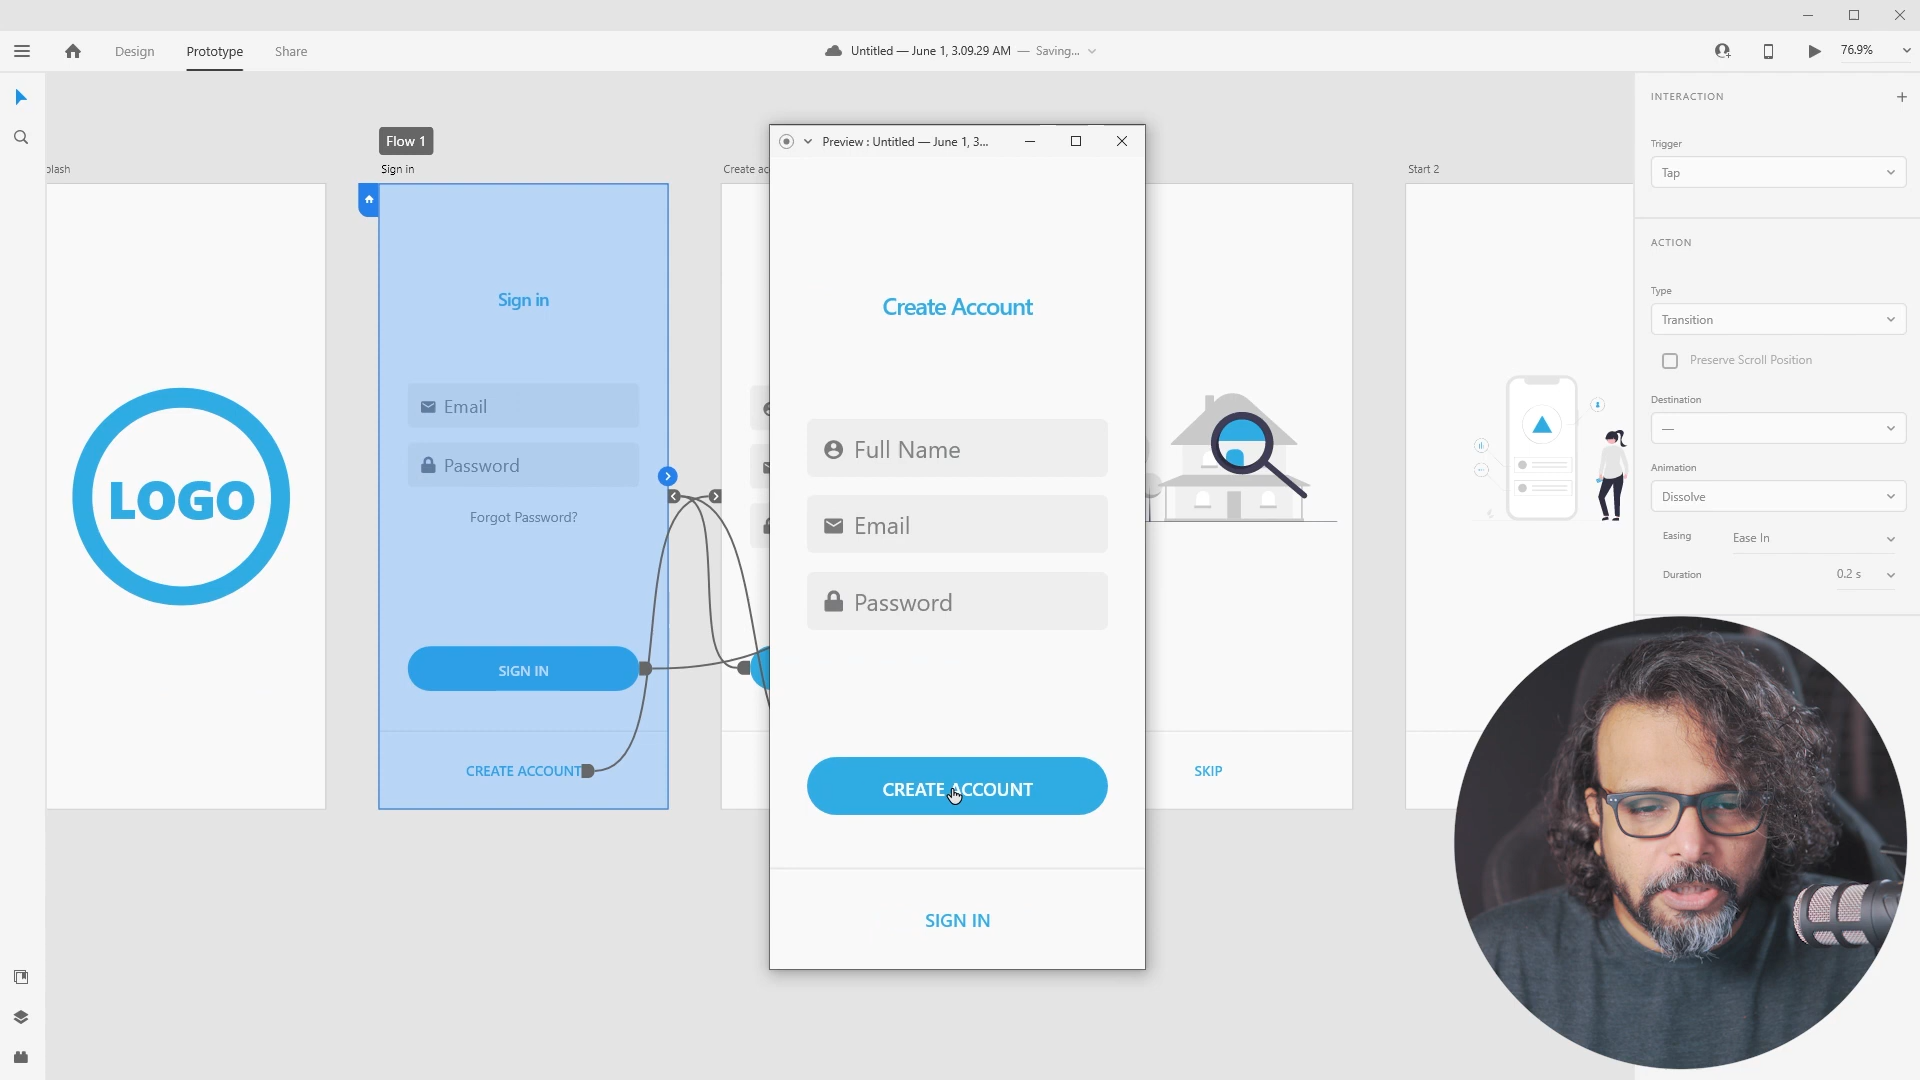 Design
Prototype
Share
Untitled — June 1, 3.09.29 AM — Saving...
76.9%
Flow 1
plash
Sign in
Create ac
Start 2
LOGO
Sign in
Email
Password
Forgot Password?
SIGN IN
CREATE ACCOUNT
Preview : Untitled — June 1, 3...
Create Account
Full Name
Email
Password
CREATE ACCOUNT
SIGN IN
SKIP
INTERACTION
Trigger
Tap
ACTION
Type
Transition
Preserve Scroll Position
Destination
—
Animation
Dissolve
Easing
Ease In
Duration
0.2 s